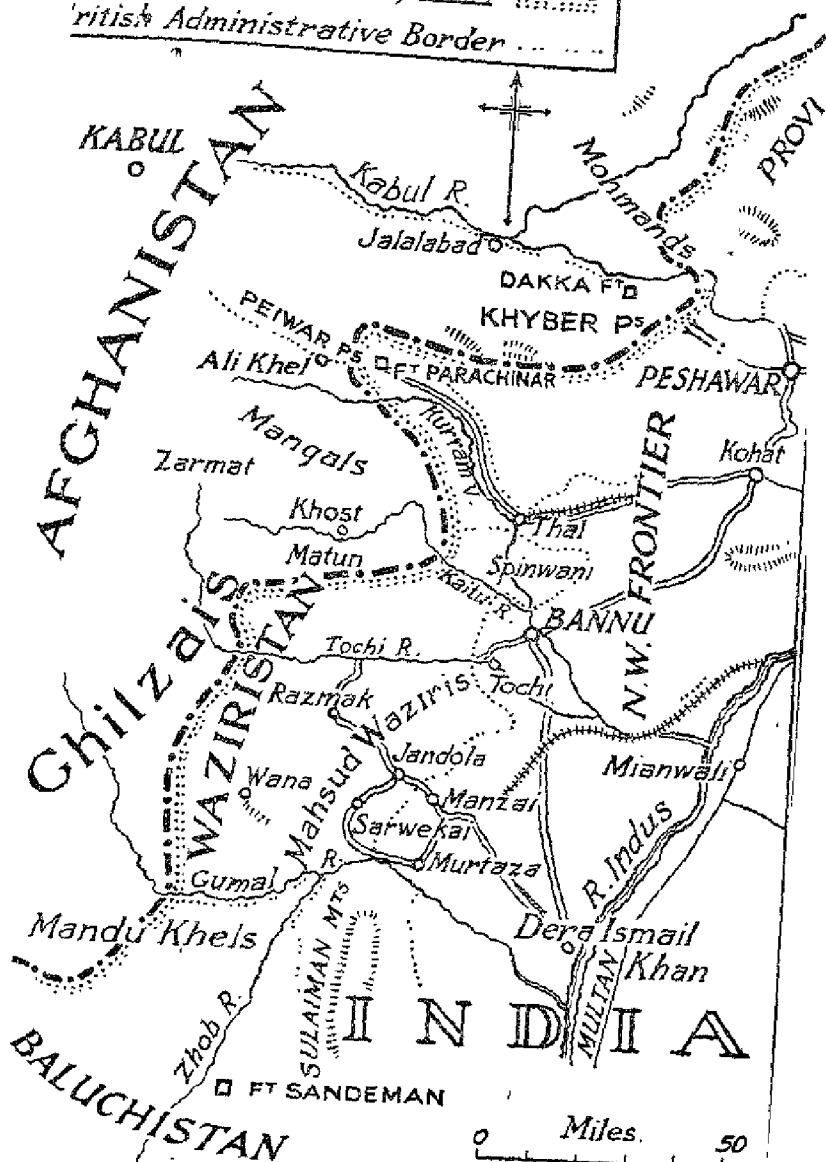 ritish Administrative Border
KABUL
Kabul R.
Mohmands
PROVI
AFGHANISTAN
Jalalabad
DAKKA Fᵀ
KHYBER Pˢ
PEIWAR Pˢ
Ali Khel
Fᵀ PARACHINAR
PESHAWAR
Mangals
Kurram V.
Zarmat
Kohat
Khost
Thal
N.W. FRONTIER
Matun
Spinwani
Kaitu R.
BANNU
Ghilzais
WAZIRISTAN
Tochi R.
Tochi
Razmak
Mahsud Waziris
Jandola
Mianwali
Wana
Manzai
Sarwekai
R. Indus
Gumal R.
Murtaza
Mandu Khels
Dera Ismail
Khan
SULAIMAN Mᵀˢ
MULTAN
INDIA
Zhob R.
BALUCHISTAN
Fᵀ SANDEMAN
Miles.
0 50